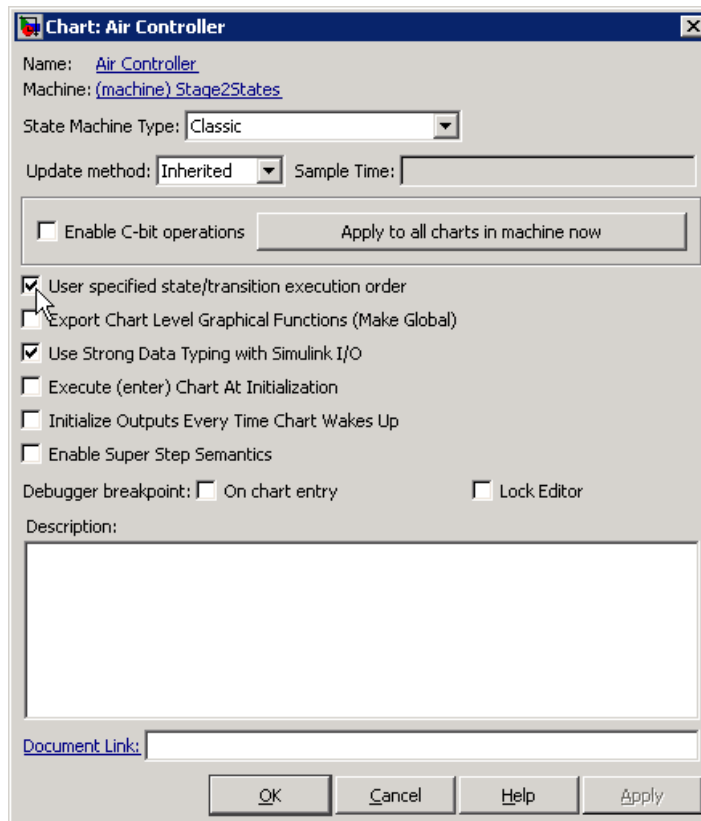 Chart: Air Controller
Name: Air Controller
Machine: (machine) Stage2States
State Machine Type: Classic
Update method: Inherited Sample Time:
Enable C-bit operations Apply to all charts in machine now
User specified state/transition execution order
Export Chart Level Graphical Functions (Make Global)
Use Strong Data Typing with Simulink I/O
Execute (enter) Chart At Initialization
Initialize Outputs Every Time Chart Wakes Up
Enable Super Step Semantics
Debugger breakpoint: On chart entry Lock Editor
Description:
Document Link:
OK Cancel Help Apply